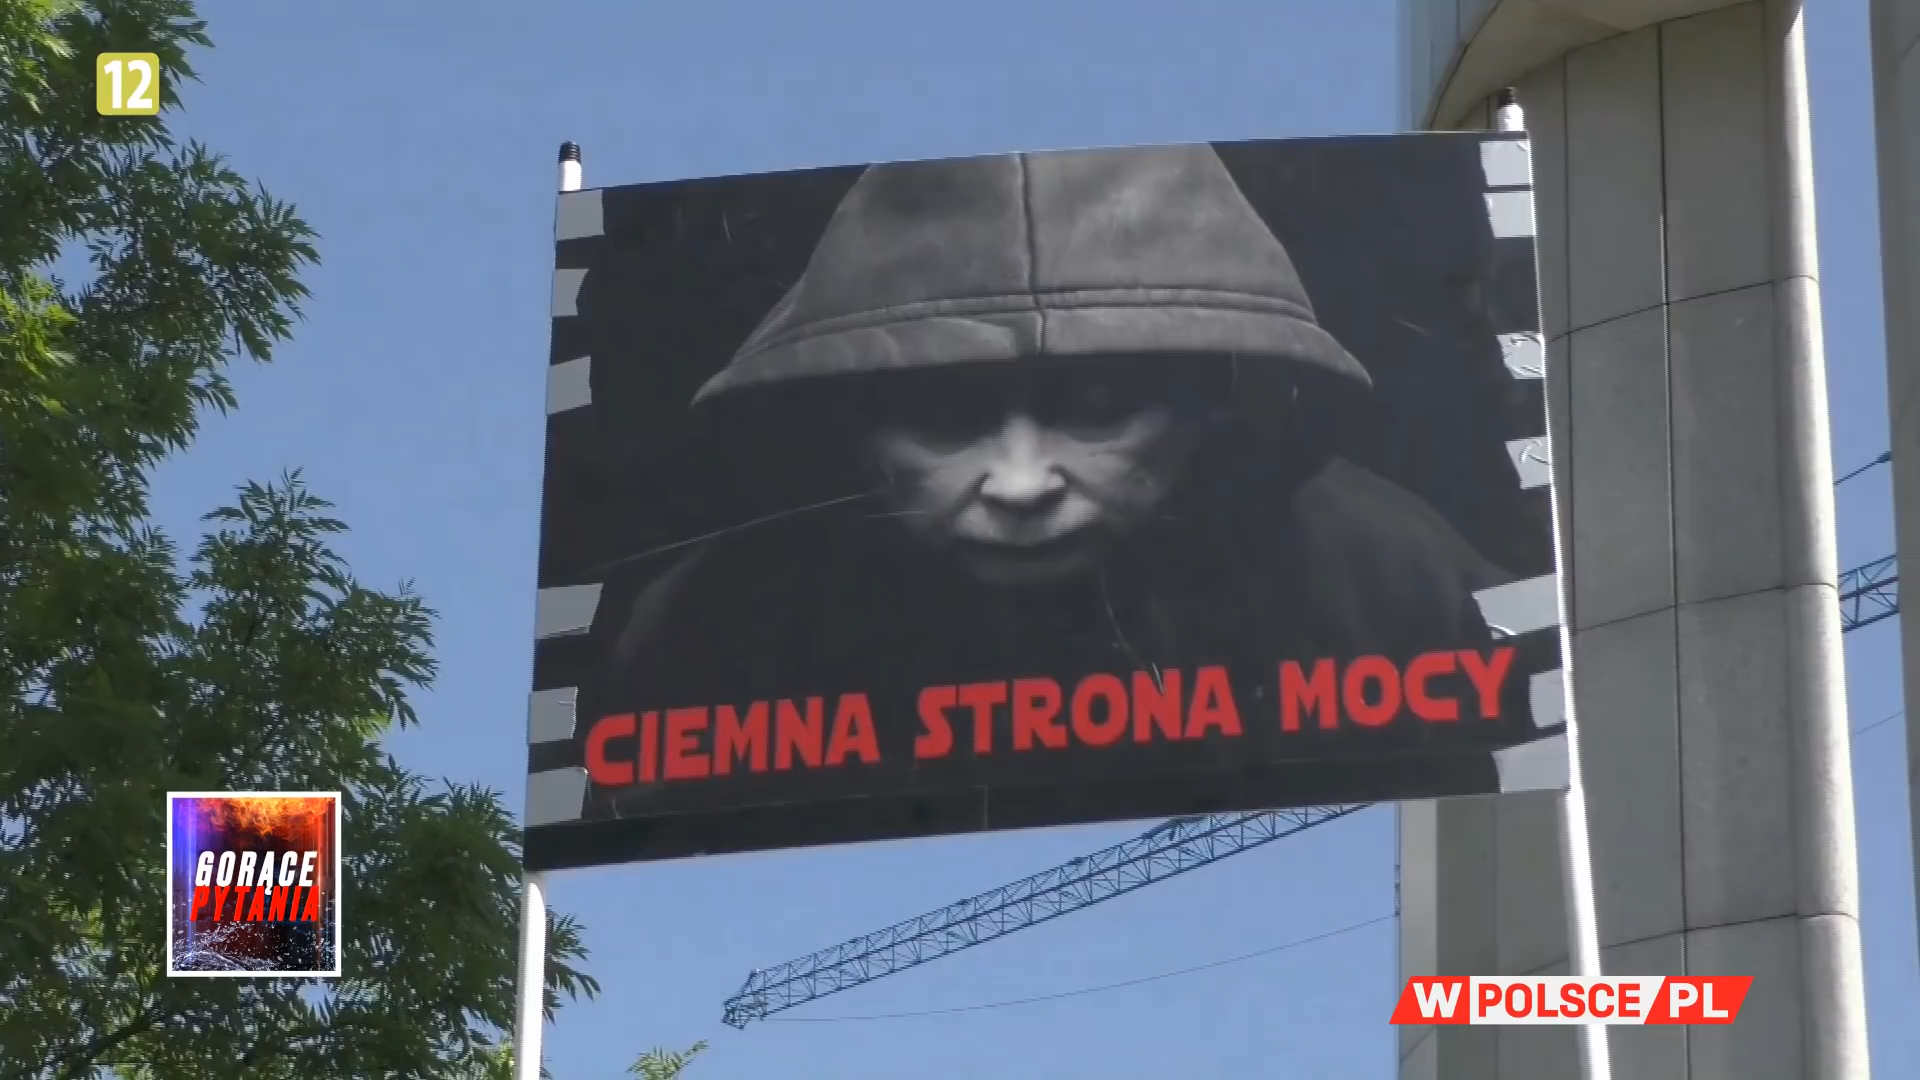 12
CIEMNA STRONA MOCY
GORĄCE
PYTANIA
WPOLSCE/PL